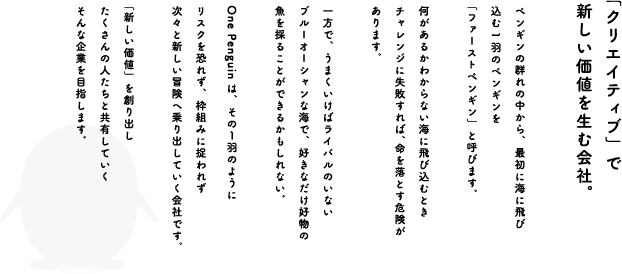 「クリエイティブ」で
新しい価値を生む会社。
ペンギンの群れの中から、最初に海に飛び
込む一羽のペンギンを
「ファーストペンギン」と呼びます。
何があるかわからない海に飛び込むとき
チャレンジに失敗すれば、命を落とす危険が
あります。
一方で、うまくいけばライバルのいない
ブルーオーシャンな海で、好きなだけ好物の
魚を採ることができるかもしれない。
One Penguin は、その1羽のように
リスクを恐れず、枠組みに捉われず
次々と新しい冒険へ乗り出していく会社です。
「新しい価値」を創り出し
たくさんの人たちと共有していく
そんな企業を目指します。